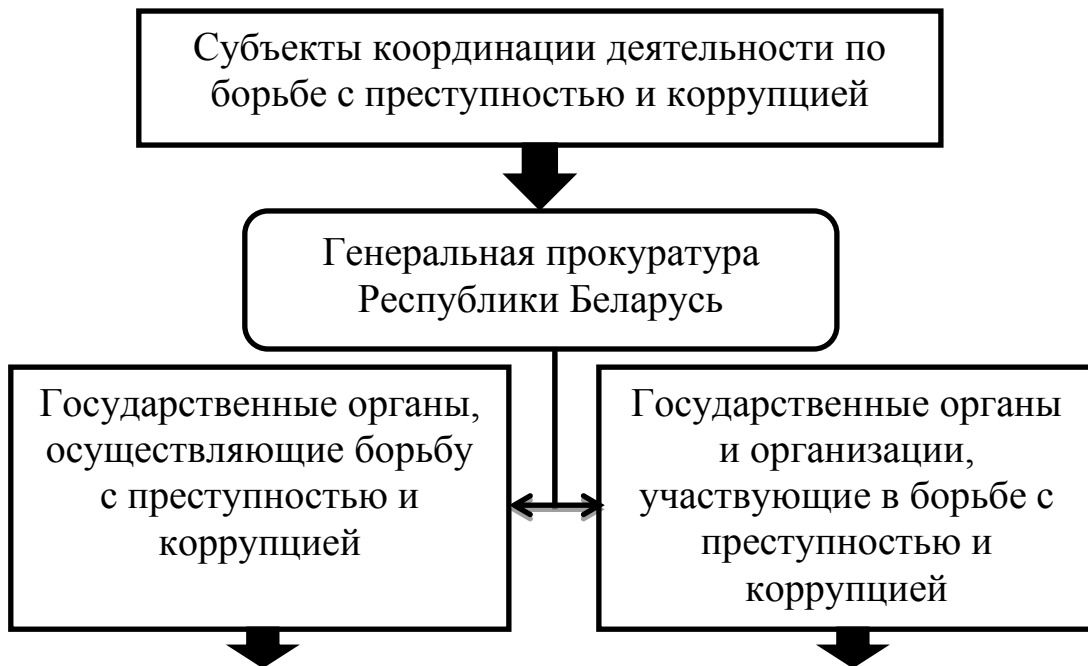 Субъекты координации деятельности по
борьбе с преступностью и коррупцией
Генеральная прокуратура
Республики Беларусь
Государственные органы,
осуществляющие борьбу
с преступностью и
коррупцией
Государственные органы
и организации,
участвующие в борьбе с
преступностью и
коррупцией